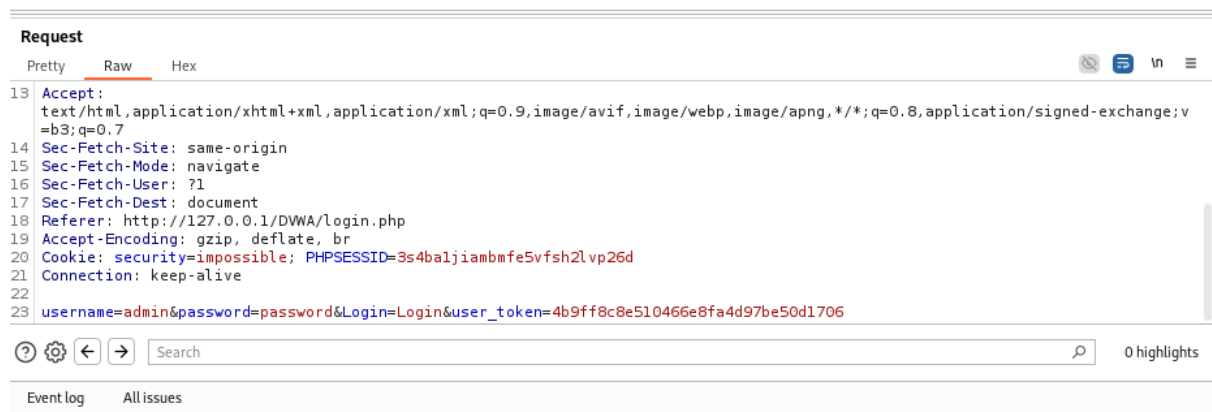 Request
Pretty Raw Hex \n
13 Accept:
text/html,application/xhtml+xml,application/xml;q=0.9,image/avif,image/webp,image/apng,*/*;q=0.8,application/signed-exchange;v
=b3;q=0.7
14 Sec-Fetch-Site: same-origin
15 Sec-Fetch-Mode: navigate
16 Sec-Fetch-User: ?1
17 Sec-Fetch-Dest: document
18 Referer: http://127.0.0.1/DVWA/login.php
19 Accept-Encoding: gzip, deflate, br
20 Cookie: security=impossible; PHPSESSID=3s4ba1jiambmfe5vfsh2lvp26d
21 Connection: keep-alive
22
23 username=admin&password=password&Login=Login&user_token=4b9ff8c8e510466e8fa4d97be50d1706
Search 0 highlights
Event log All issues